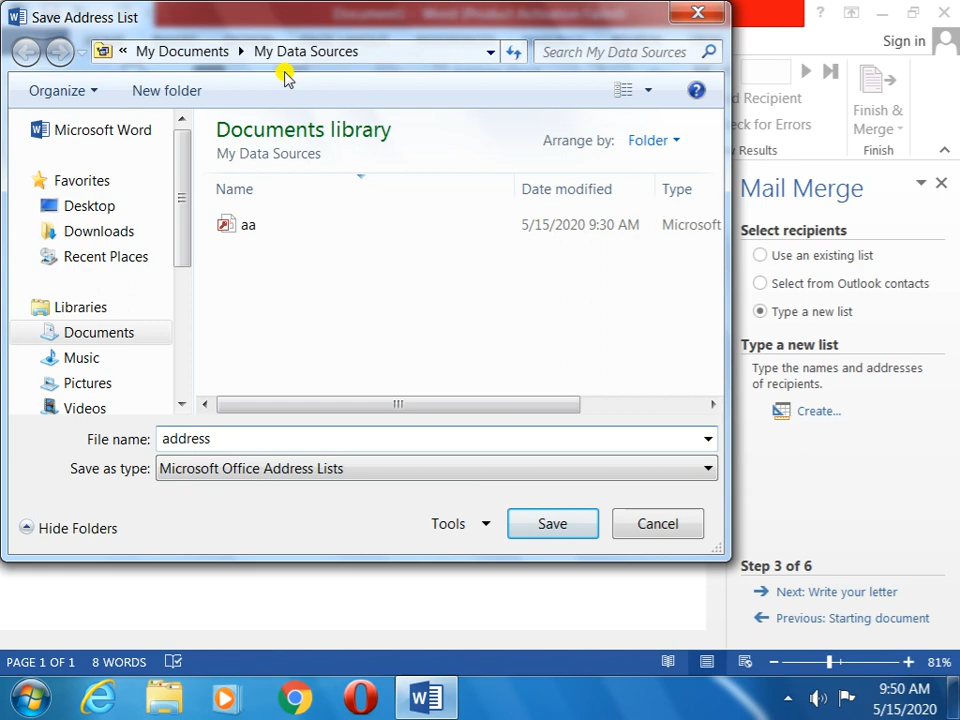 Save Address List
Document1 - Word (Product Activation Failed)
« My Documents My Data Sources
Search My Data Sources
Sign in
Organize
New folder
Microsoft Word
Favorites
Desktop
Downloads
Recent Places
Libraries
Documents
Music
Pictures
Videos
Documents library
My Data Sources
Arrange by: Folder
Name Date modified Type
aa 5/15/2020 9:30 AM Microsoft
File name: address
Save as type: Microsoft Office Address Lists
Hide Folders
Tools
Save
Cancel
d Recipient
eck for Errors
w Results
Finish &
Merge
Finish
Mail Merge
Select recipients
Use an existing list
Select from Outlook contacts
Type a new list
Type a new list
Type the names and addresses
of recipients.
Create...
Step 3 of 6
Next: Write your letter
Previous: Starting document
PAGE 1 OF 1 8 WORDS
81%
9:50 AM
5/15/2020